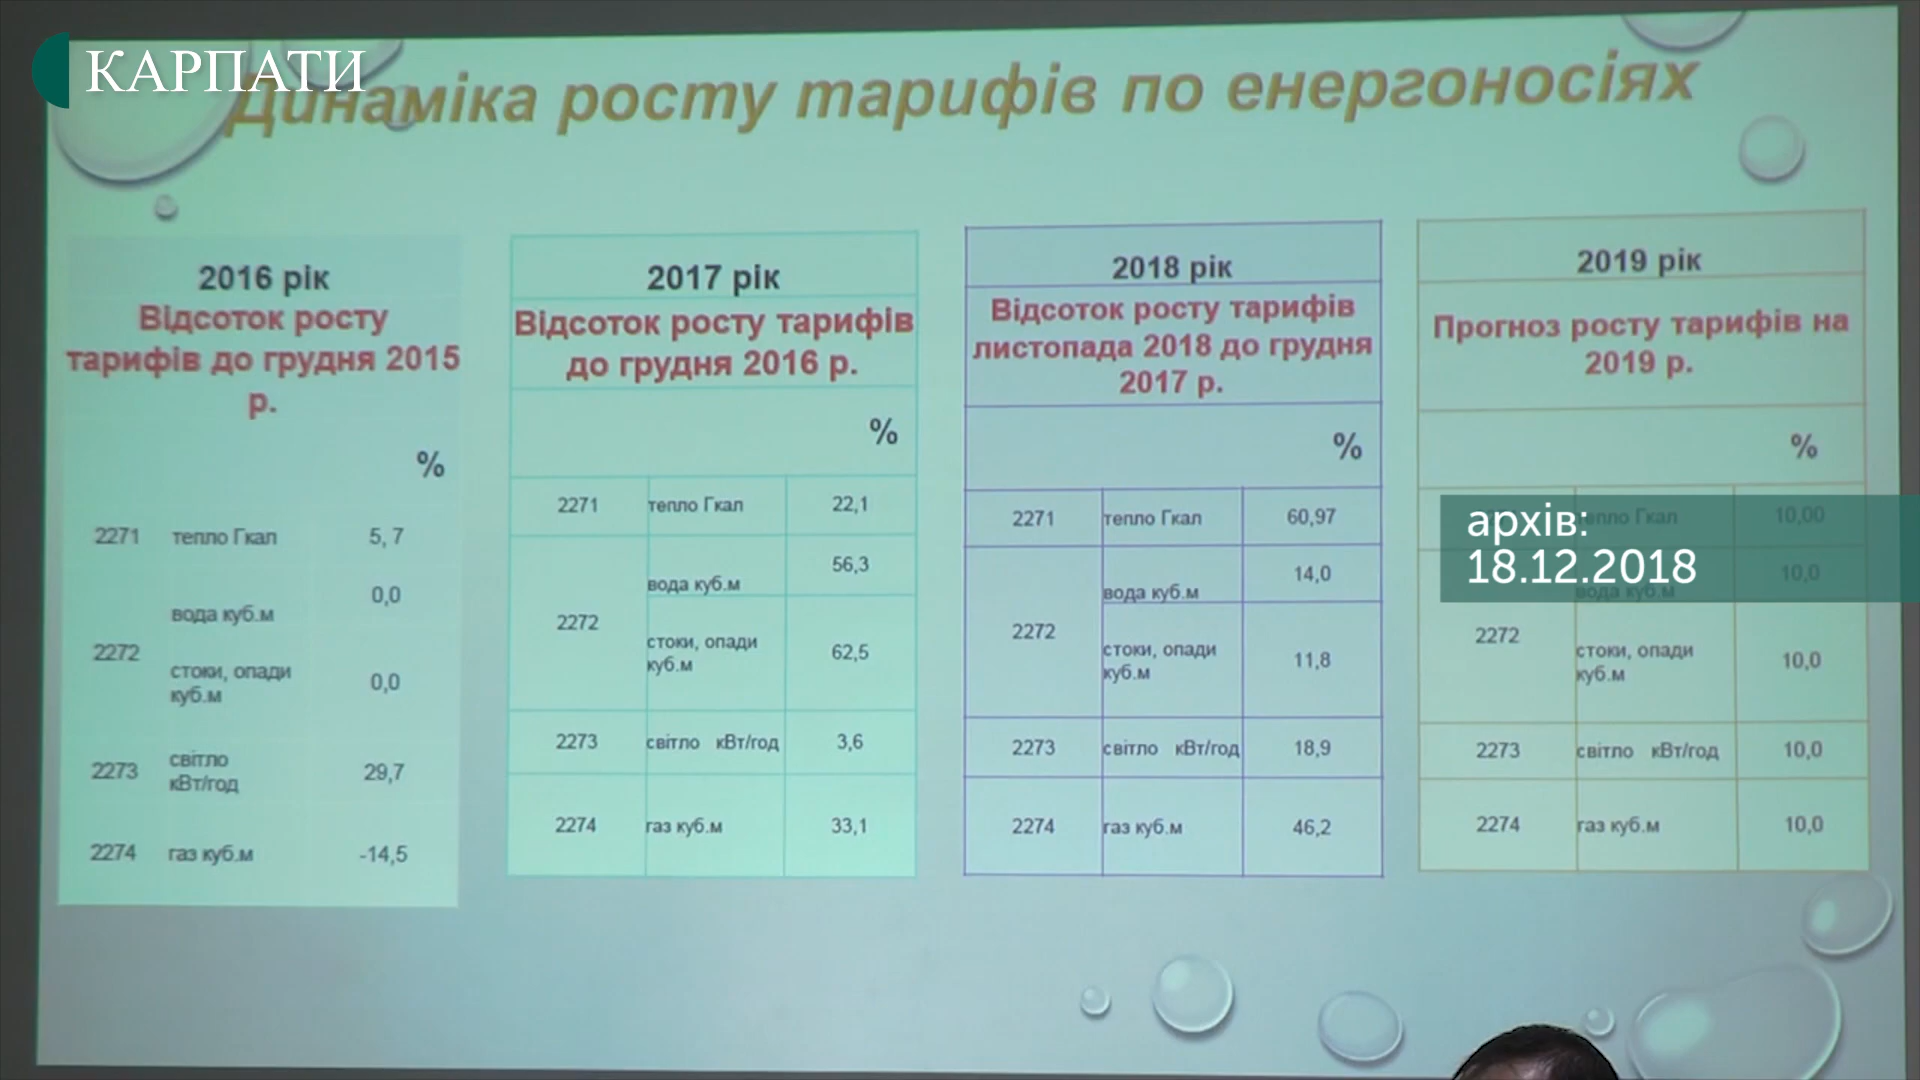 КАРПАТИ
Динаміка росту тарифів по енергоносіях
2016 рік
Відсоток росту
тарифів до грудня 2015
р.
%
2271 тепло Гкал 5, 7
0,0
вода куб.м
2272
стоки, опади
куб.м
0,0
2273
світло
кВт/год
29,7
2274 газ куб.м -14,5
2017 рік
Відсоток росту тарифів
до грудня 2016 р.
%
2271 тепло Гкал 22,1
56,3
вода куб.м
2272
стоки, опади
куб.м
62,5
2273 світло кВт/год 3,6
2274 газ куб.м 33,1
2018 рік
Відсоток росту тарифів
листопада 2018 до грудня
2017 р.
%
2271 тепло Гкал 60,97
14,0
вода куб.м
2272
стоки, опади
куб.м
11,8
2273 світло кВт/год 18,9
2274 газ куб.м 46,2
2019 рік
Прогноз росту тарифів на
2019 р.
%
тепло Гкал 10,00
10,0
вода куб.м
2272
стоки, опади
куб.м
10,0
2273 світло кВт/год 10,0
2274 газ куб.м 10,0
архів:
18.12.2018